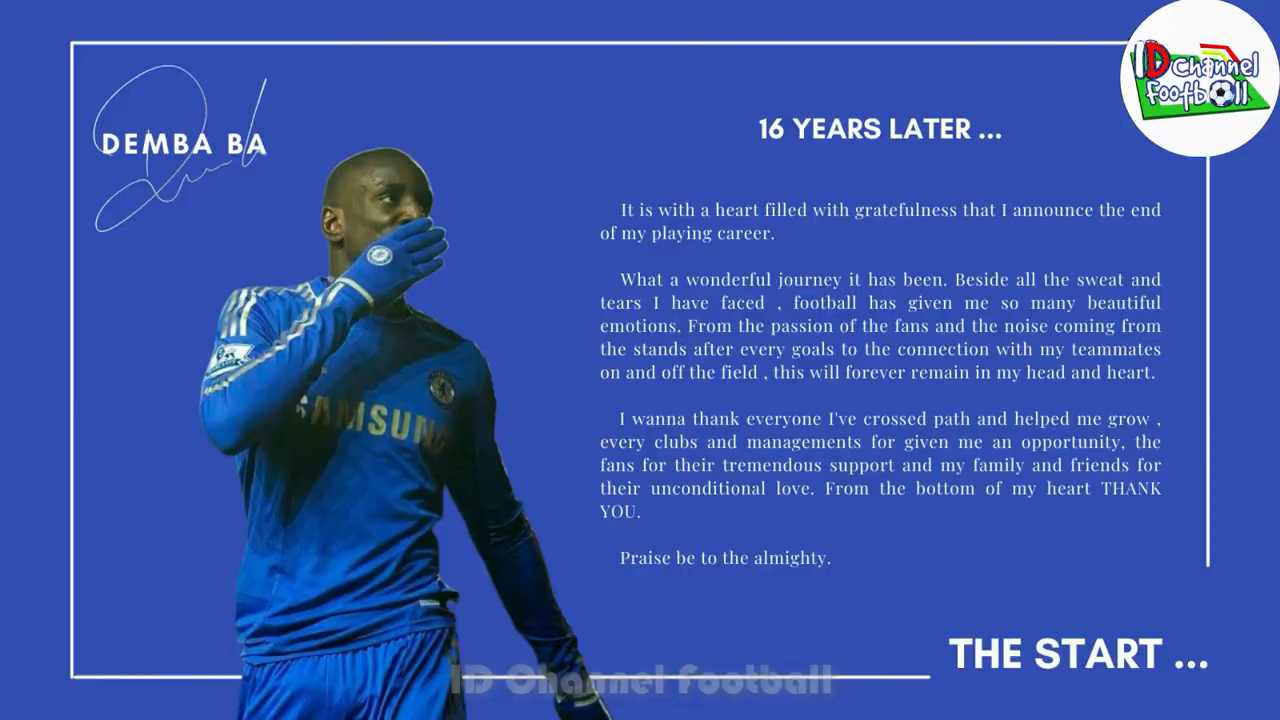 DEMBA BA
ID Channel
Football
16 YEARS LATER ...
It is with a heart filled with gratefulness that I announce the end
of my playing career.
What a wonderful journey it has been. Beside all the sweat and
tears I have faced , football has given me so many beautiful
emotions. From the passion of the fans and the noise coming from
the stands after every goals to the connection with my teammates
on and off the field , this will forever remain in my head and heart.
I wanna thank everyone I've crossed path and helped me grow ,
every clubs and managements for given me an opportunity, the
fans for their tremendous support and my family and friends for
their unconditional love. From the bottom of my heart THANK
YOU.
Praise be to the almighty.
SAMSUNG
THE START ...
ID Channel Football